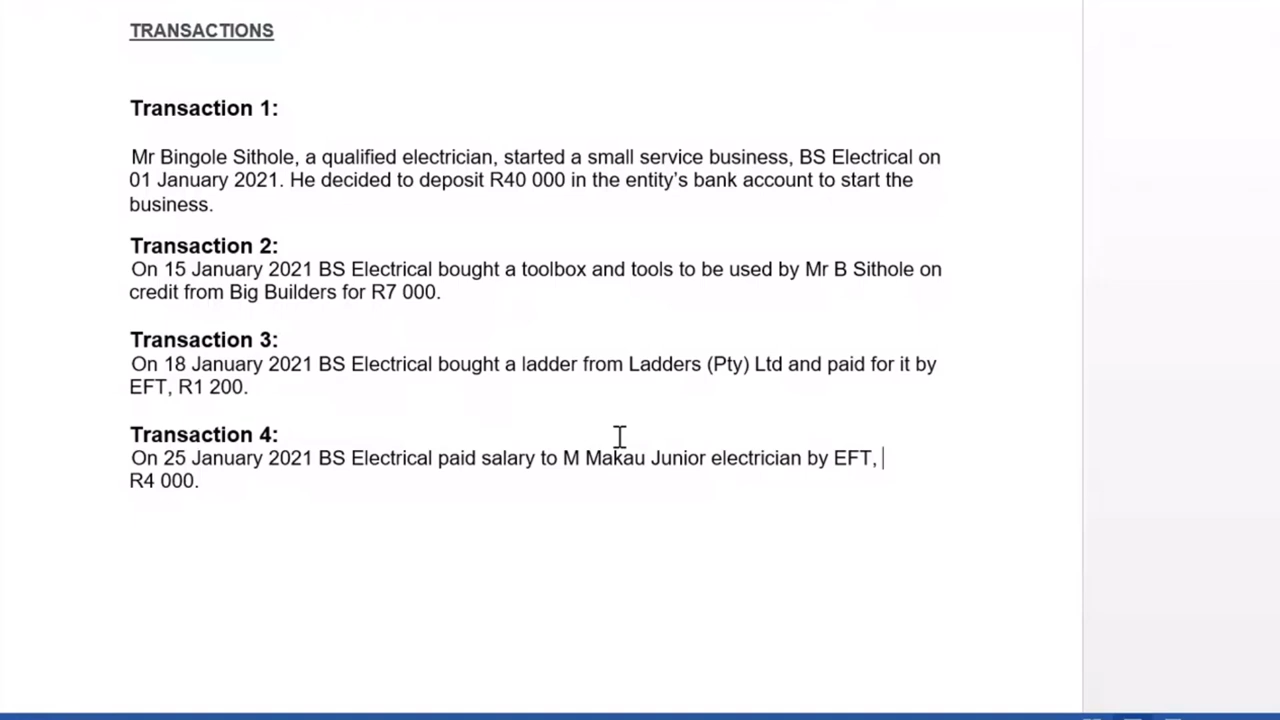 TRANSACTIONS
Transaction 1:
Mr Bingole Sithole, a qualified electrician, started a small service business, BS Electrical on
01 January 2021. He decided to deposit R40 000 in the entity's bank account to start the
business.
Transaction 2:
On 15 January 2021 BS Electrical bought a toolbox and tools to be used by Mr B Sithole on
credit from Big Builders for R7 000.
Transaction 3:
On 18 January 2021 BS Electrical bought a ladder from Ladders (Pty) Ltd and paid for it by
EFT, R1 200.
Transaction 4:
On 25 January 2021 BS Electrical paid salary to M Makau Junior electrician by EFT,
R4 000.